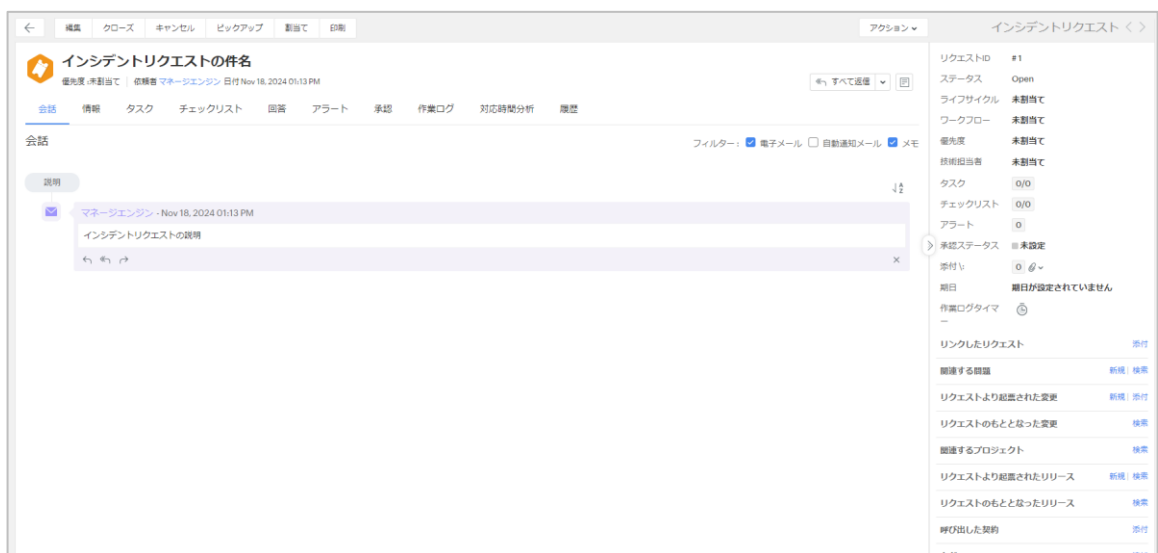 編集 クローズ キャンセル ピックアップ 割当て 印刷 アクション インシデントリクエスト
インシデントリクエストの件名
優先度 :未割当て 依頼者 マネージエンジン 日付 Nov 18, 2024 01:13 PM
すべて返信
会話 情報 タスク チェックリスト 回答 アラート 承認 作業ログ 対応時間分析 履歴
会話
フィルター : 電子メール 自動通知メール メモ
説明
マネージエンジン - Nov 18, 2024 01:13 PM
インシデントリクエストの説明
リクエストID #1
ステータス Open
ライフサイクル 未割当て
ワークフロー 未割当て
優先度 未割当て
技術担当者 未割当て
タスク 0/0
チェックリスト 0/0
アラート 0
承認ステータス 未設定
添付 \: 0
期日 期日が設定されていません
作業ログタイマ
ー
リンクしたリクエスト 添付
関連する問題 新規 | 検索
リクエストより起票された変更 新規 | 添付
リクエストのもととなった変更 検索
関連するプロジェクト 検索
リクエストより起票されたリリース 新規 | 検索
リクエストのもととなったリリース 検索
呼び出した契約 添付